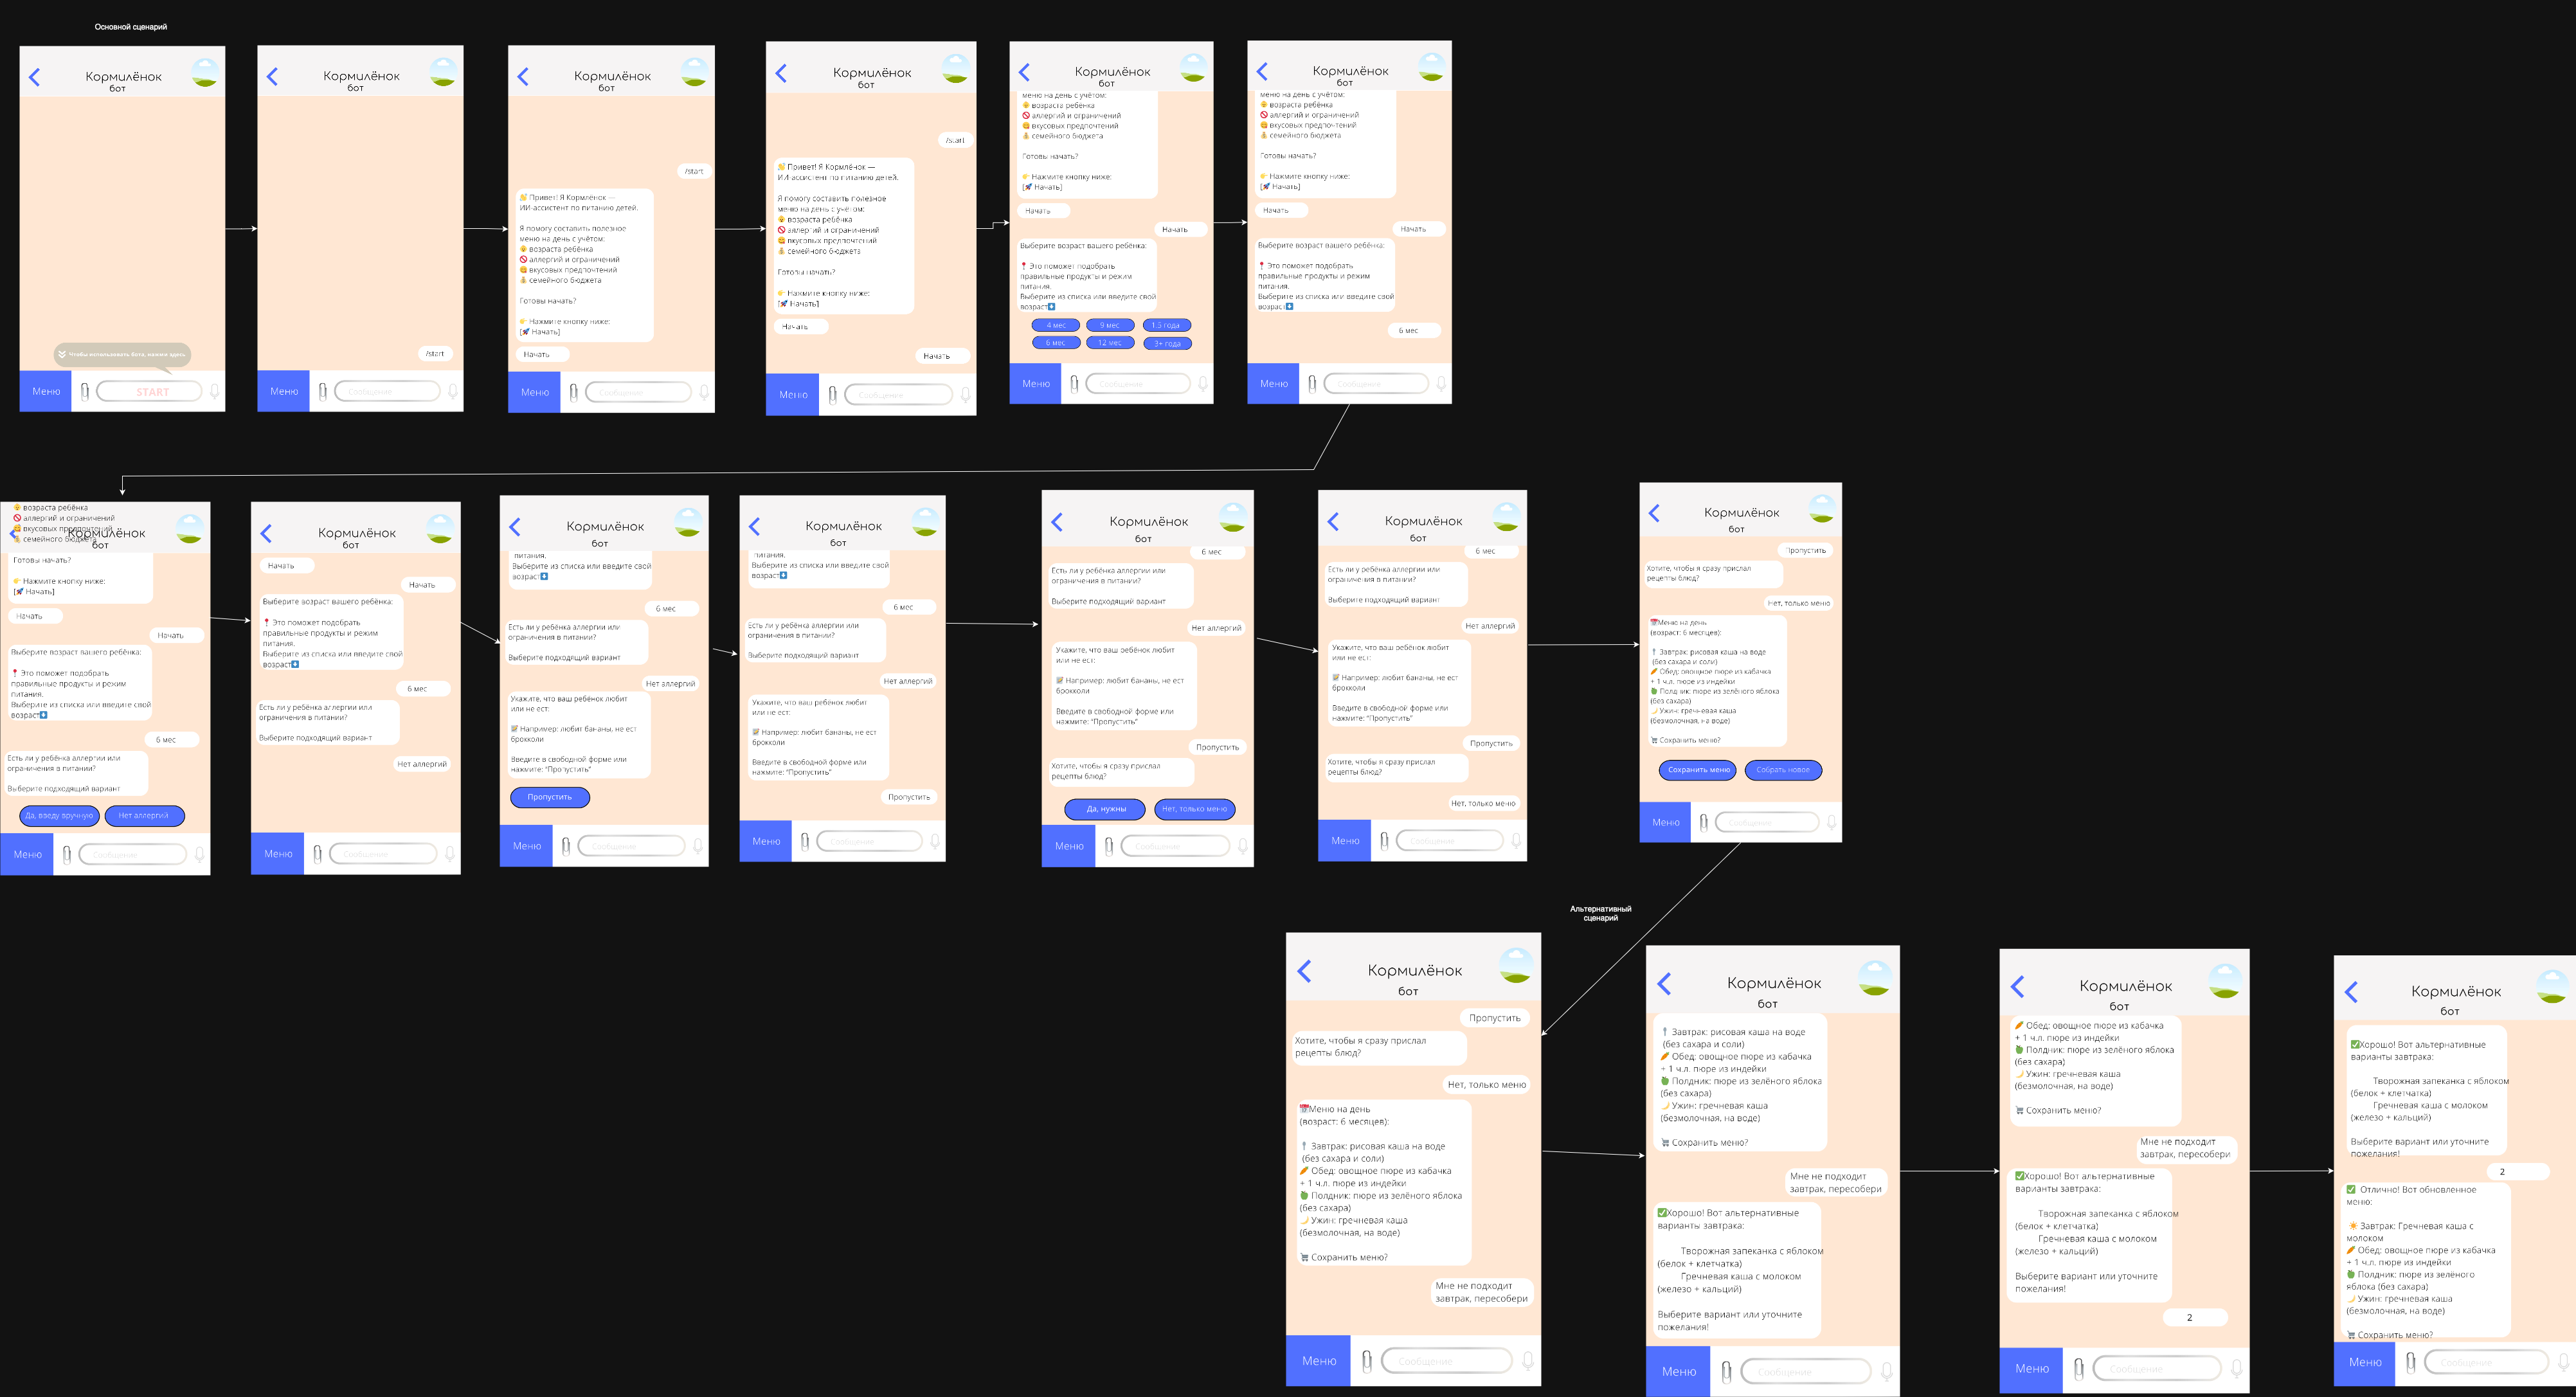 Основной сценарий
Кормилёнок
бот
Чтобы использовать бота, нажми здесь
Меню
START
Кормилёнок
бот
/start
Меню
Сообщение
Кормилёнок
бот
/start
Привет! Я Кормлёнок —
ИИ-ассистент по питанию детей.
Я помогу составить полезное
меню на день с учётом:
возраста ребёнка
аллергий и ограничений
вкусовых предпочтений
семейного бюджета
Готовы начать?
Нажмите кнопку ниже:
[🚀 Начать]
Начать
Меню
Сообщение
Кормилёнок
бот
/start
Привет! Я Кормлёнок —
ИИ-ассистент по питанию детей.
Я помогу составить полезное
меню на день с учётом:
возраста ребёнка
аллергий и ограничений
вкусовых предпочтений
семейного бюджета
Готовы начать?
Нажмите кнопку ниже:
[🚀 Начать]
Начать
Начать
Меню
Сообщение
Кормилёнок
бот
меню на день с учётом:
возраста ребёнка
аллергий и ограничений
вкусовых предпочтений
семейного бюджета
Готовы начать?
Нажмите кнопку ниже:
[🚀 Начать]
Начать
Начать
Выберите возраст вашего ребёнка:
Это поможет подобрать
правильные продукты и режим
питания.
Выберите из списка или введите свой
возраст
4 мес
9 мес
1.5 года
6 мес
12 мес
3+ года
Меню
Сообщение
Кормилёнок
бот
меню на день с учётом:
возраста ребёнка
аллергий и ограничений
вкусовых предпочтений
семейного бюджета
Готовы начать?
Нажмите кнопку ниже:
[🚀 Начать]
Начать
Начать
Выберите возраст вашего ребёнка:
Это поможет подобрать
правильные продукты и режим
питания.
Выберите из списка или введите свой
возраст
6 мес
Меню
Сообщение
возраста ребёнка
аллергий и ограничений
вкусовых предпочтений
Кормилёнок
семейного бюджета
бот
Готовы начать?
Нажмите кнопку ниже:
[🚀 Начать]
Начать
Начать
Выберите возраст вашего ребёнка:
Это поможет подобрать
правильные продукты и режим
питания.
Выберите из списка или введите свой
возраст
6 мес
Есть ли у ребёнка аллергии или
ограничения в питании?
Выберите подходящий вариант
Да, введу вручную
Нет аллергий
Меню
Сообщение
Кормилёнок
бот
Начать
Начать
Выберите возраст вашего ребёнка:
Это поможет подобрать
правильные продукты и режим
питания.
Выберите из списка или введите свой
возраст
6 мес
Есть ли у ребёнка аллергии или
ограничения в питании?
Выберите подходящий вариант
Нет аллергий
Меню
Сообщение
Кормилёнок
бот
питания.
Выберите из списка или введите свой
возраст
6 мес
Есть ли у ребёнка аллергии или
ограничения в питании?
Выберите подходящий вариант
Нет аллергий
Укажите, что ваш ребёнок любит
или не ест:
Например: любит бананы, не ест
брокколи
Введите в свободной форме или
нажмите: “Пропустить”
Пропустить
Меню
Сообщение
Кормилёнок
бот
питания.
Выберите из списка или введите свой
возраст
6 мес
Есть ли у ребёнка аллергии или
ограничения в питании?
Выберите подходящий вариант
Нет аллергий
Укажите, что ваш ребёнок любит
или не ест:
Например: любит бананы, не ест
брокколи
Введите в свободной форме или
нажмите: “Пропустить”
Пропустить
Меню
Сообщение
Кормилёнок
бот
6 мес
Есть ли у ребёнка аллергии или
ограничения в питании?
Выберите подходящий вариант
Нет аллергий
Укажите, что ваш ребёнок любит
или не ест:
Например: любит бананы, не ест
брокколи
Введите в свободной форме или
нажмите: “Пропустить”
Пропустить
Хотите, чтобы я сразу прислал
рецепты блюд?
Да, нужны
Нет, только меню
Меню
Сообщение
Кормилёнок
бот
6 мес
Есть ли у ребёнка аллергии или
ограничения в питании?
Выберите подходящий вариант
Нет аллергий
Укажите, что ваш ребёнок любит
или не ест:
Например: любит бананы, не ест
брокколи
Введите в свободной форме или
нажмите: “Пропустить”
Пропустить
Хотите, чтобы я сразу прислал
рецепты блюд?
Нет, только меню
Меню
Сообщение
Кормилёнок
бот
Пропустить
Хотите, чтобы я сразу прислал
рецепты блюд?
Нет, только меню
Меню на день
(возраст: 6 месяцев):
Завтрак: рисовая каша на воде
(без сахара и соли)
Обед: овощное пюре из кабачка
+ 1 ч.л. пюре из индейки
Полдник: пюре из зелёного яблока
(без сахара)
Ужин: гречневая каша
(безмолочная, на воде)
Сохранить меню?
Сохранить меню
Собрать новое
Меню
Сообщение
Альтернативный
сценарий
Кормилёнок
бот
Пропустить
Хотите, чтобы я сразу прислал
рецепты блюд?
Нет, только меню
Меню на день
(возраст: 6 месяцев):
Завтрак: рисовая каша на воде
(без сахара и соли)
Обед: овощное пюре из кабачка
+ 1 ч.л. пюре из индейки
Полдник: пюре из зелёного яблока
(без сахара)
Ужин: гречневая каша
(безмолочная, на воде)
Сохранить меню?
Мне не подходит
завтрак, пересобери
Меню
Сообщение
Кормилёнок
бот
Завтрак: рисовая каша на воде
(без сахара и соли)
Обед: овощное пюре из кабачка
+ 1 ч.л. пюре из индейки
Полдник: пюре из зелёного яблока
(без сахара)
Ужин: гречневая каша
(безмолочная, на воде)
Сохранить меню?
Мне не подходит
завтрак, пересобери
Хорошо! Вот альтернативные
варианты завтрака:
Творожная запеканка с яблоком
(белок + клетчатка)
Гречневая каша с молоком
(железо + кальций)
Выберите вариант или уточните
пожелания!
Меню
Сообщение
Кормилёнок
бот
Обед: овощное пюре из кабачка
+ 1 ч.л. пюре из индейки
Полдник: пюре из зелёного яблока
(без сахара)
Ужин: гречневая каша
(безмолочная, на воде)
Сохранить меню?
Мне не подходит
завтрак, пересобери
Хорошо! Вот альтернативные
варианты завтрака:
Творожная запеканка с яблоком
(белок + клетчатка)
Гречневая каша с молоком
(железо + кальций)
Выберите вариант или уточните
пожелания!
2
Меню
Сообщение
Кормилёнок
бот
Хорошо! Вот альтернативные
варианты завтрака:
Творожная запеканка с яблоком
(белок + клетчатка)
Гречневая каша с молоком
(железо + кальций)
Выберите вариант или уточните
пожелания!
2
Отлично! Вот обновленное
меню:
Завтрак: Гречневая каша с
молоком
Обед: овощное пюре из кабачка
+ 1 ч.л. пюре из индейки
Полдник: пюре из зелёного
яблока (без сахара)
Ужин: гречневая каша
(безмолочная, на воде)
Сохранить меню?
Меню
Сообщение